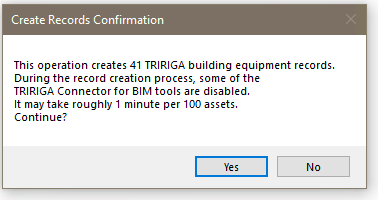 Create Records Confirmation
This operation creates 41 TRIRIGA building equipment records.
During the record creation process, some of the
TRIRIGA Connector for BIM tools are disabled.
It may take roughly 1 minute per 100 assets.
Continue?
Yes No